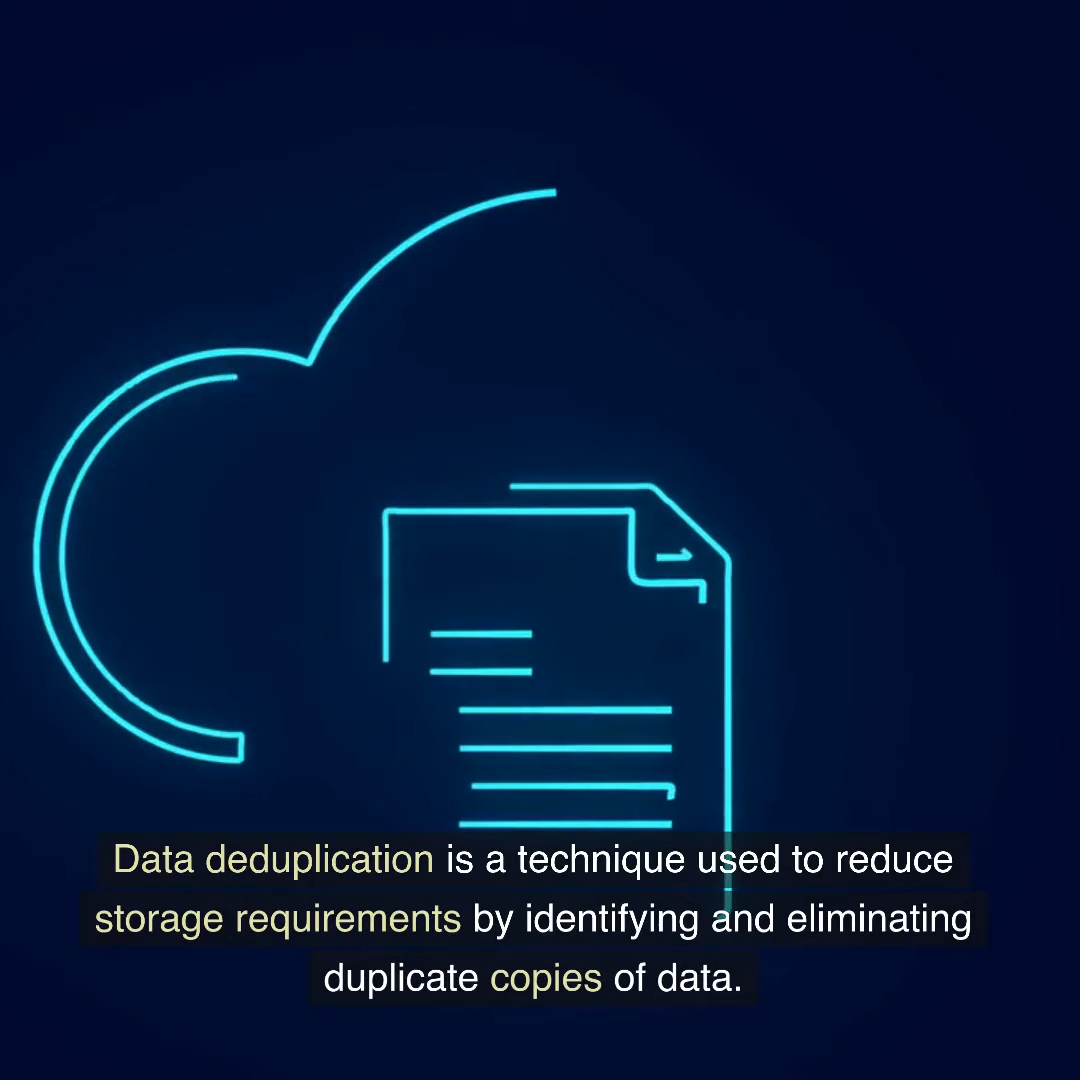 Data deduplication is a technique used to reduce
storage requirements by identifying and eliminating
duplicate copies of data.